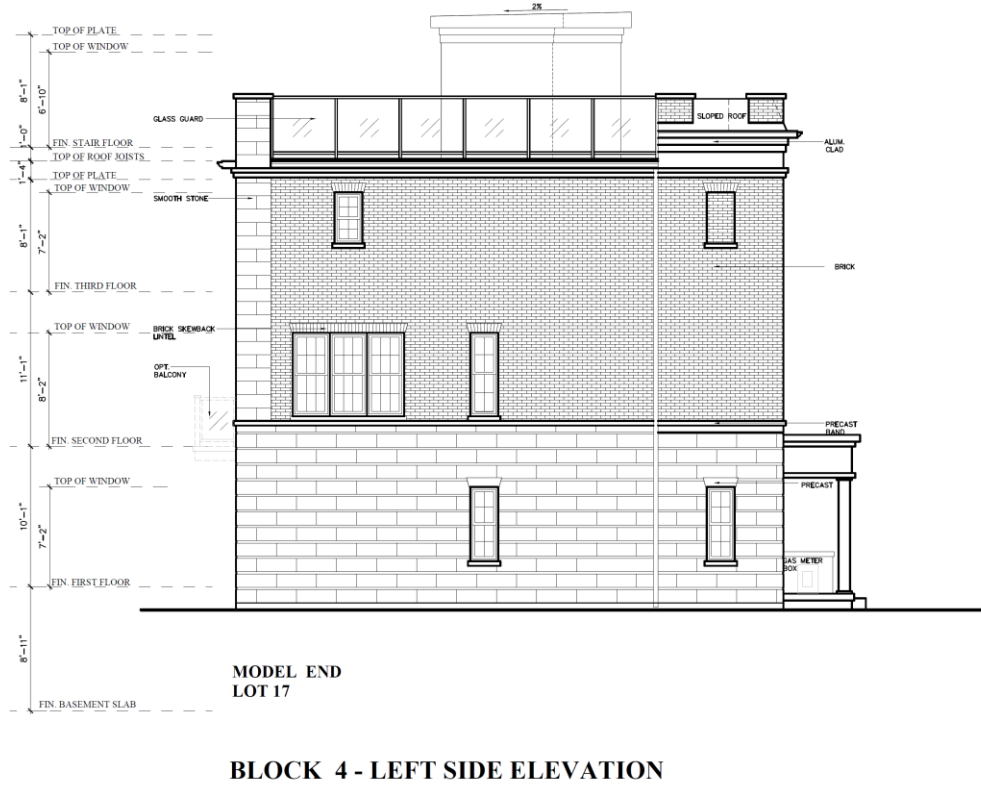 2%
TOP OF PLATE
TOP OF WINDOW
8'-1"
6'-10"
GLASS GUARD
SLOPED ROOF
1'-0"
FIN. STAIR FLOOR
ALUM.
CLAD
TOP OF ROOF JOISTS
1'-4"
TOP OF PLATE
TOP OF WINDOW
SMOOTH STONE
8'-1"
7'-2"
BRICK
FIN. THIRD FLOOR
TOP OF WINDOW
BRICK SKEWBACK
LINTEL
11'-1"
8'-2"
OPT.
BALCONY
PRECAST
BAND
FIN. SECOND FLOOR
TOP OF WINDOW
PRECAST
10'-1"
7'-2"
GAS METER
BOX
FIN. FIRST FLOOR
8'-11"
MODEL END
LOT 17
FIN. BASEMENT SLAB
BLOCK 4 - LEFT SIDE ELEVATION